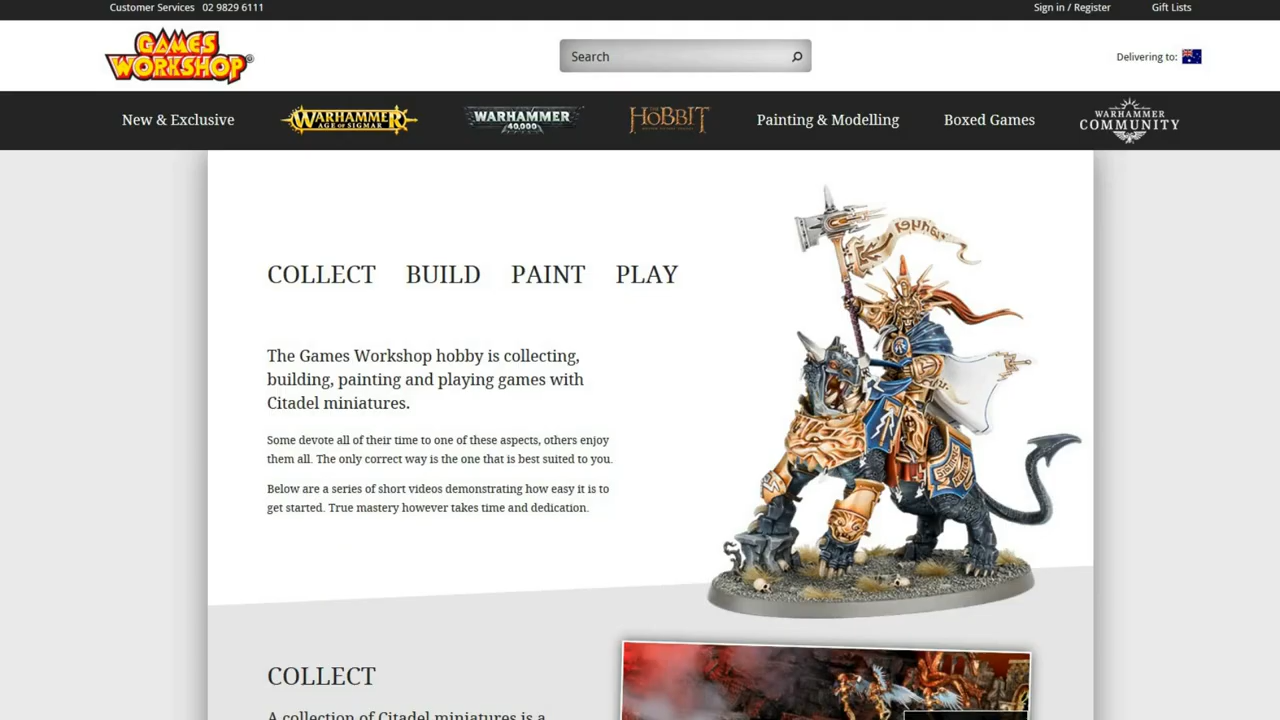 Customer Services 02 9829 6111
Sign in / Register
Gift Lists
GAMES WORKSHOP®
Search
Delivering to:
New & Exclusive
WARHAMMER
AGE OF SIGMAR
WARHAMMER
40,000
THE HOBBIT
Painting & Modelling
Boxed Games
WARHAMMER
COMMUNITY
COLLECT BUILD PAINT PLAY
The Games Workshop hobby is collecting,
building, painting and playing games with
Citadel miniatures.
Some devote all of their time to one of these aspects, others enjoy
them all. The only correct way is the one that is best suited to you.
Below are a series of short videos demonstrating how easy it is to
get started. True mastery however takes time and dedication.
COLLECT
A collection of Citadel miniatures is a